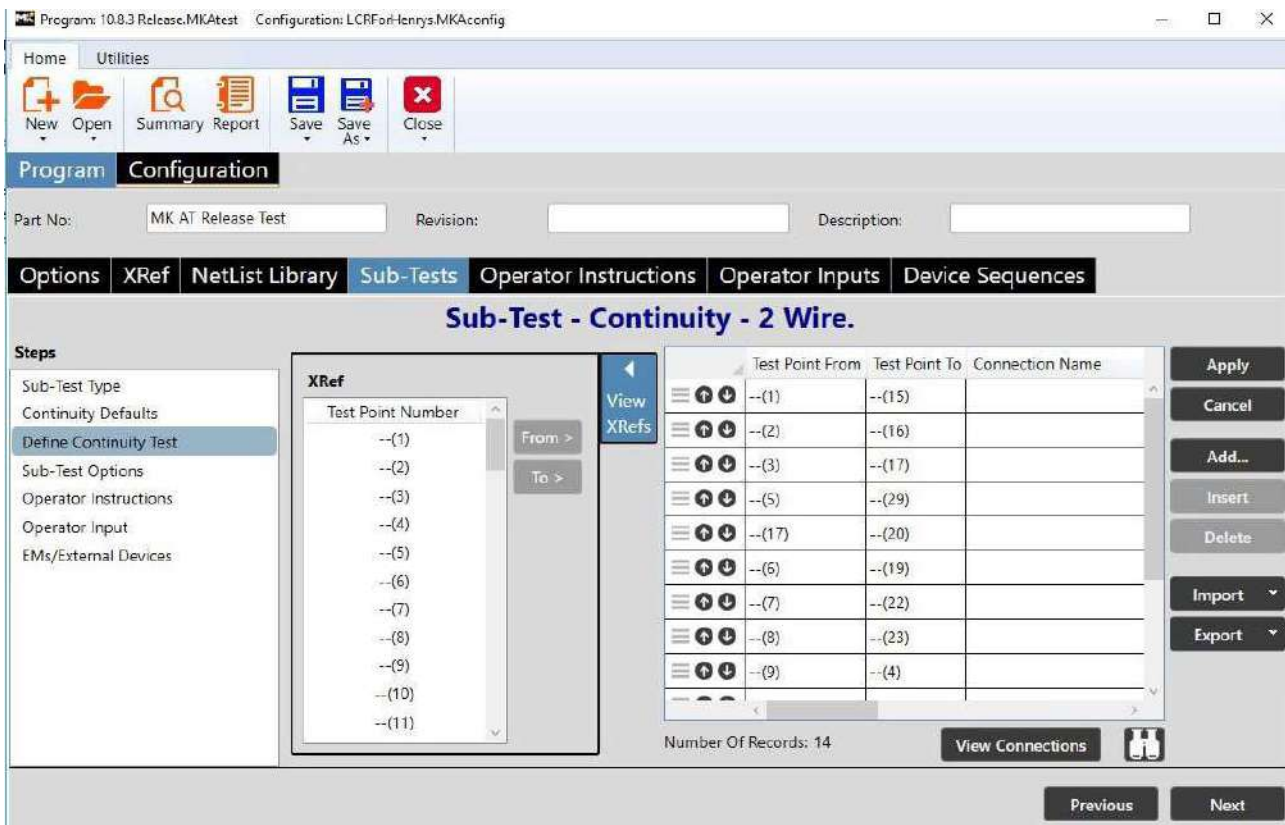 Program: 10.8.3 Release.MKAtest Configuration: LCRForHenrys.MKAconfig
Home Utilities
New Open Summary Report Save Save As Close
Program Configuration
Part No: MK AT Release Test Revision: Description:
Options XRef NetList Library Sub-Tests Operator Instructions Operator Inputs Device Sequences
Sub-Test - Continuity - 2 Wire.
Steps
Sub-Test Type
Continuity Defaults
Define Continuity Test
Sub-Test Options
Operator Instructions
Operator Input
EMs/External Devices
XRef
Test Point Number
--(1)
--(2)
--(3)
--(4)
--(5)
--(6)
--(7)
--(8)
--(9)
--(10)
--(11)
From >
To >
View
XRefs
Test Point From Test Point To Connection Name
--(1) --(15)
--(2) --(16)
--(3) --(17)
--(5) --(29)
--(17) --(20)
--(6) --(19)
--(7) --(22)
--(8) --(23)
--(9) --(4)
Number Of Records: 14
View Connections
Apply
Cancel
Add...
Insert
Delete
Import
Export
Previous Next